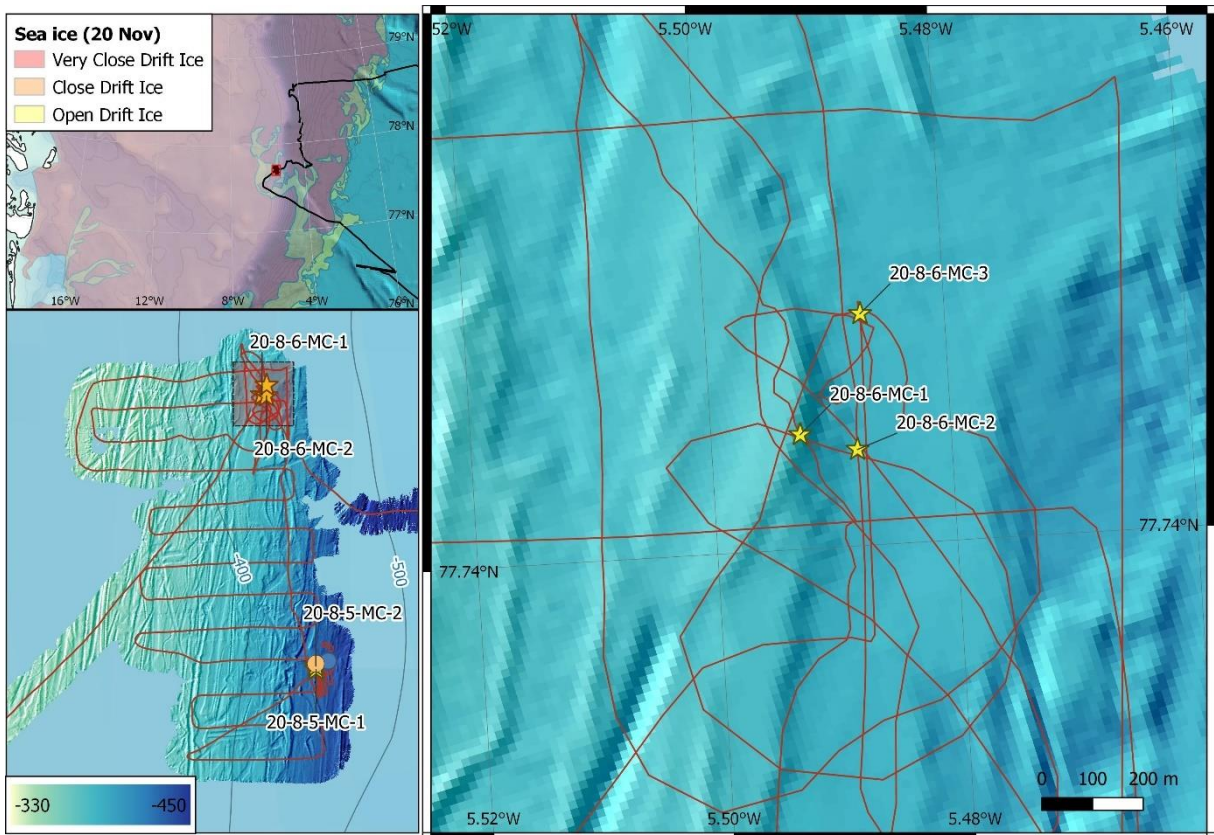 Sea ice (20 Nov)
Very Close Drift Ice
Close Drift Ice
Open Drift Ice
79°N
78°N
77°N
76°N
16°W
12°W
8°W
4°W
0°W
20-8-6-MC-1
20-8-6-MC-2
-400
-500
20-8-5-MC-2
20-8-5-MC-1
-330
-450
.52°W
5.50°W
5.48°W
5.46°W
20-8-6-MC-3
20-8-6-MC-1
20-8-6-MC-2
77.74°N
77.74°N
0 100 200 m
5.52°W
5.50°W
5.48°W